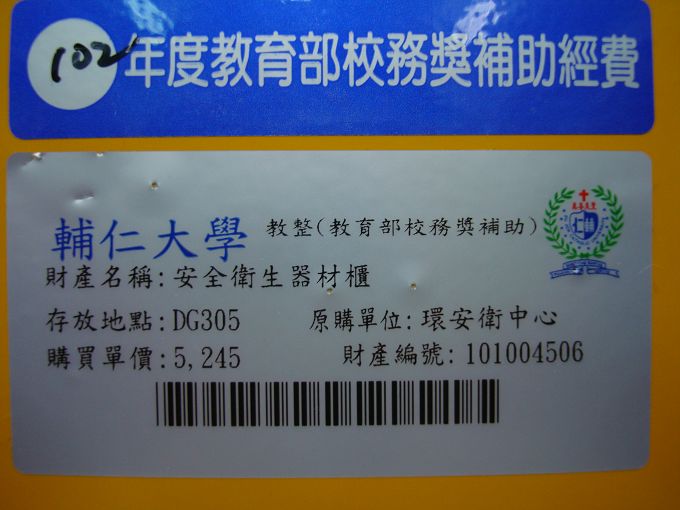 102年度教育部校務獎補助經費
輔仁大學 教整(教育部校務獎補助)
財產名稱:安全衛生器材櫃
存放地點:DG305 原購單位:環安衛中心
購買單價:5,245 財產編號:101004506